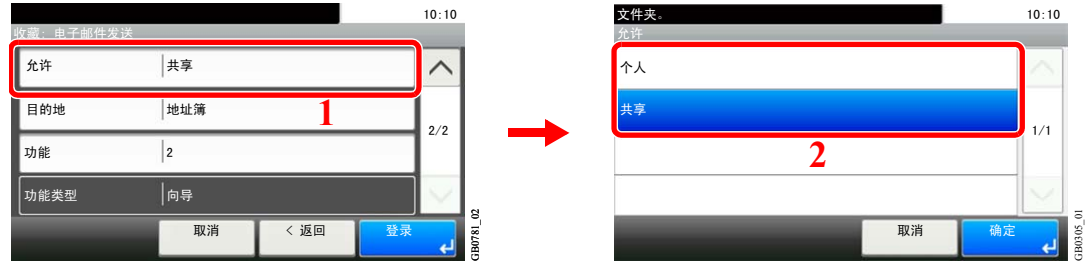 10:10
收藏: 电子邮件发送
允许 共享
目的地 地址簿
1
2/2
功能 2
功能类型 向导
取消 < 返回 登录
GB0781_02
文件夹。 10:10
允许
个人
共享
1/1
2
取消 确定
GB0305_01